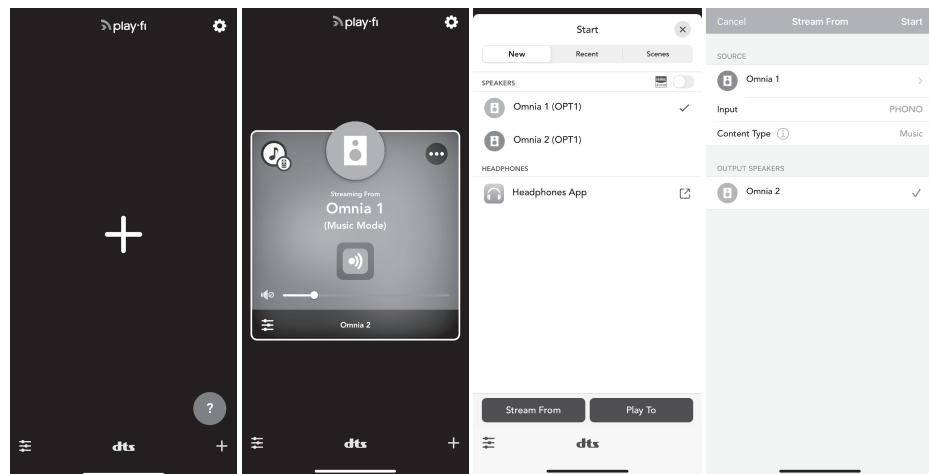 play-fi
?
dts
play-fi
Streaming From
Omnia 1
(Music Mode)
Omnia 2
dts
Start
New Recent Scenes
SPEAKERS
Omnia 1 (OPT1)
Omnia 2 (OPT1)
HEADPHONES
Headphones App
Stream From Play To
dts
Cancel Stream From Start
SOURCE
Omnia 1
Input PHONO
Content Type i Music
OUTPUT SPEAKERS
Omnia 2